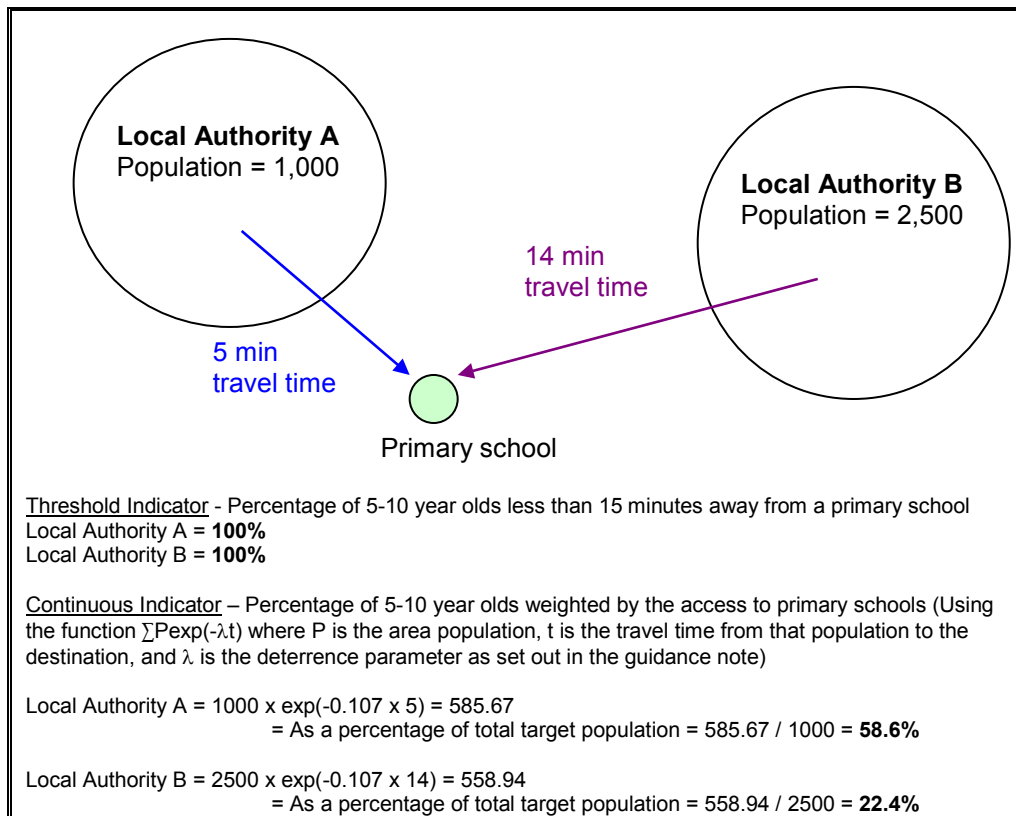 Local Authority A
Population = 1,000
Local Authority B
Population = 2,500
14 min
travel time
5 min
travel time
Primary school
Threshold Indicator - Percentage of 5-10 year olds less than 15 minutes away from a primary school
Local Authority A = 100%
Local Authority B = 100%
Continuous Indicator – Percentage of 5-10 year olds weighted by the access to primary schools (Using
the function ∑Pexp(-λt) where P is the area population, t is the travel time from that population to the
destination, and λ is the deterrence parameter as set out in the guidance note)
Local Authority A = 1000 x exp(-0.107 x 5) = 585.67
= As a percentage of total target population = 585.67 / 1000 = 58.6%
Local Authority B = 2500 x exp(-0.107 x 14) = 558.94
= As a percentage of total target population = 558.94 / 2500 = 22.4%